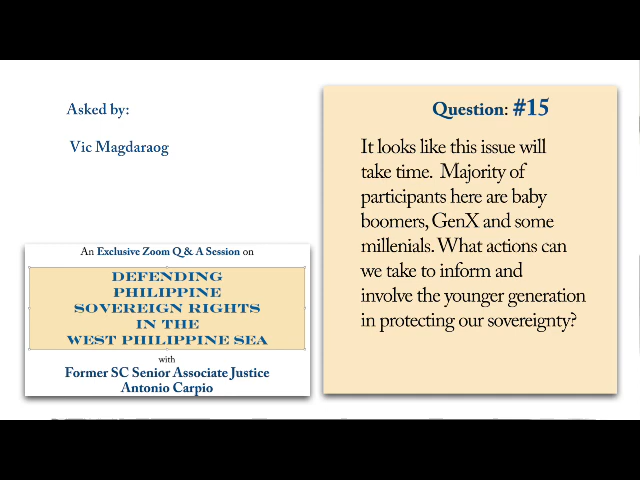 Asked by:
Vic Magdaraog
An Exclusive Zoom Q & A Session on
DEFENDING
PHILIPPINE
SOVEREIGN RIGHTS
IN THE
WEST PHILIPPINE SEA
with
Former SC Senior Associate Justice
Antonio Carpio
Question: #15
It looks like this issue will
take time. Majority of
participants here are baby
boomers, GenX and some
millenials. What actions can
we take to inform and
involve the younger generation
in protecting our sovereignty?